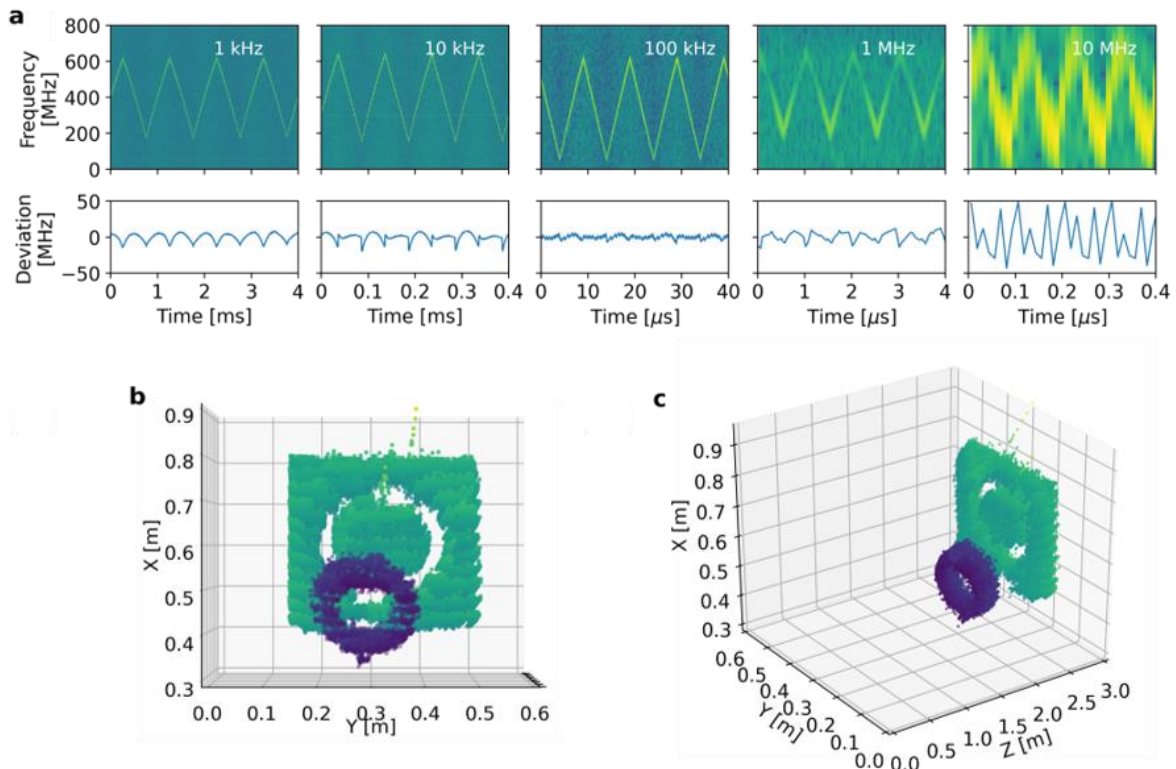 a
1 kHz
10 kHz
100 kHz
1 MHz
10 MHz
Frequency
[MHz]
800
600
400
200
0
Deviation
[MHz]
50
0
−50
0 1 2 3 4
0 0.1 0.2 0.3 0.4
0 10 20 30 40
0 1 2 3 4
0 0.1 0.2 0.3 0.4
Time [ms]
Time [ms]
Time [μs]
Time [μs]
Time [μs]
b
X [m]
0.9
0.8
0.7
0.6
0.5
0.4
0.3
0.0 0.1 0.2 0.3 0.4 0.5 0.6
Y [m]
c
X [m]
0.9
0.8
0.7
0.6
0.5
0.4
0.3
0.6
0.5
0.4
0.3
0.2
0.1
0.0
Y [m]
0.0
0.5
1.0
1.5
2.0
2.5
3.0
Z [m]